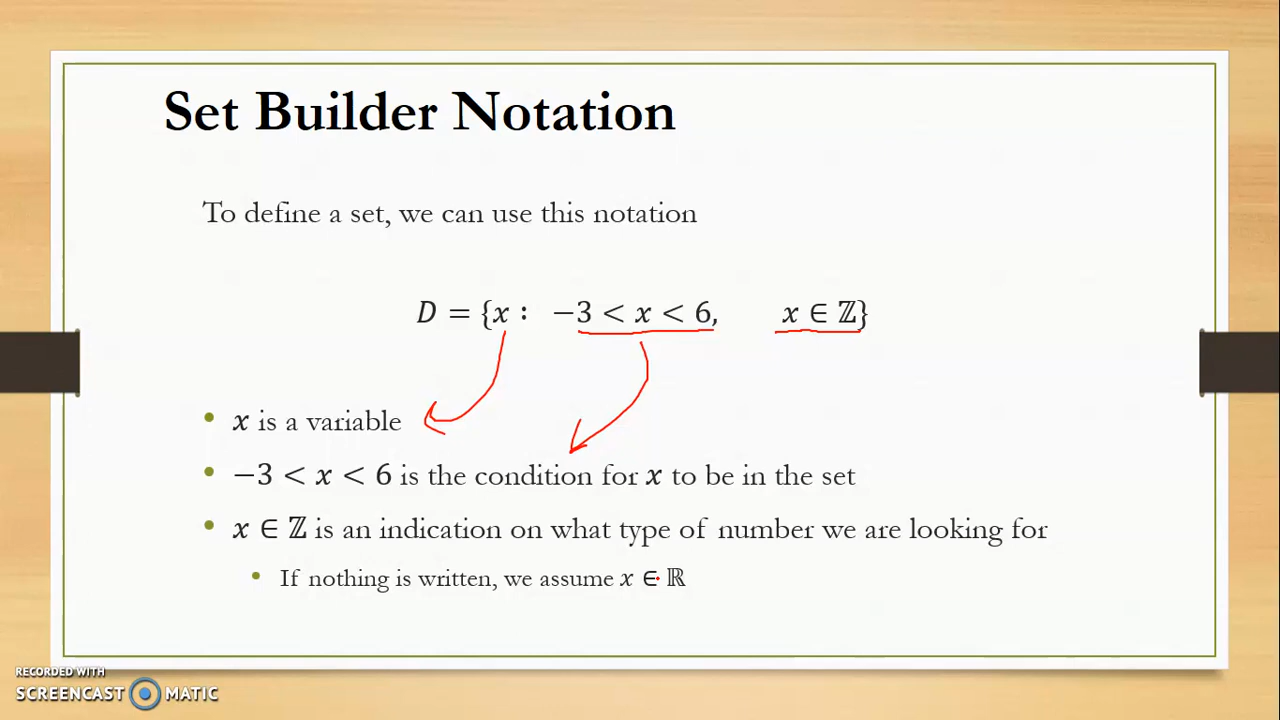 Set Builder Notation
To define a set, we can use this notation
D = {x : −3 < x < 6, x ∈ ℤ}
• x is a variable
• −3 < x < 6 is the condition for x to be in the set
• x ∈ ℤ is an indication on what type of number we are looking for
• If nothing is written, we assume x ∈ ℝ
RECORDED WITH
SCREENCAST MATIC